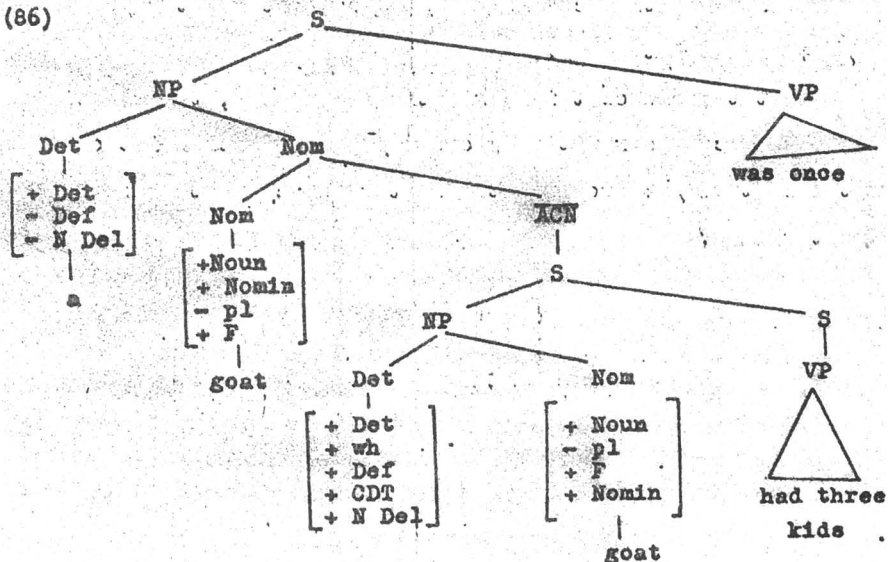 (86)
S
NP VP
Det Nom
was once
+ Det
- Def
- N Del
a
Nom ACN
+Noun
+ Nomin
- pl
+ F
goat
S
NP S
Det Nom VP
+ Det
+ wh
+ Def
+ CDT
+ N Del
+ Noun
- pl
+ F
+ Nomin
goat
had three
kids